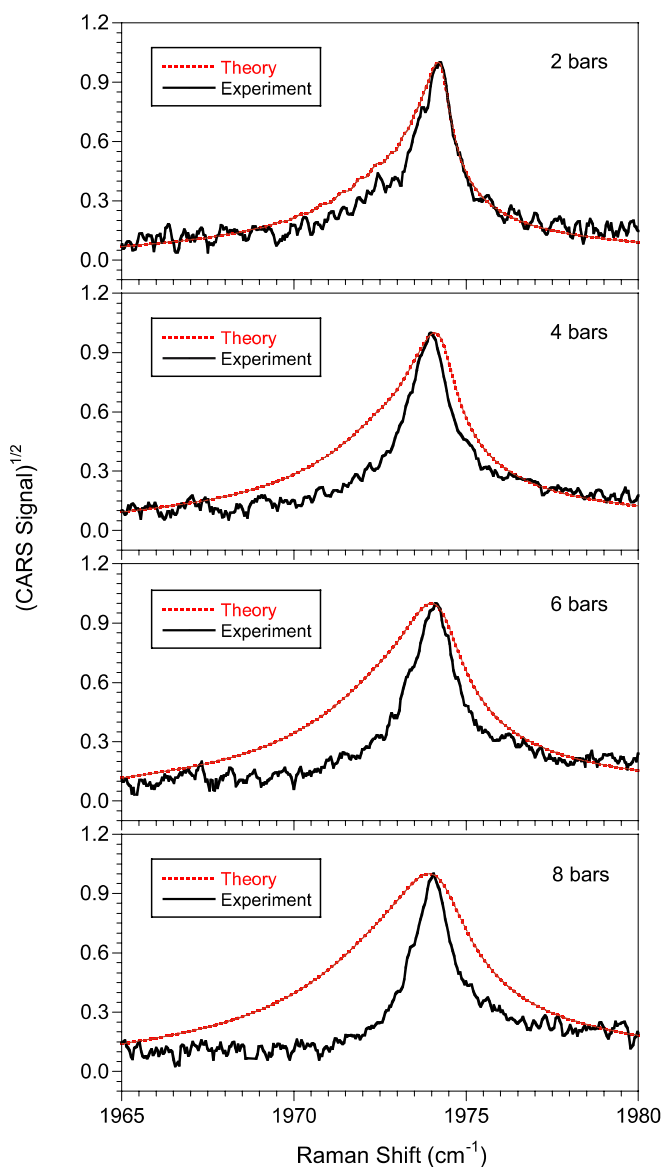 1.2
1.0
0.9
0.6
0.3
0.0
Theory
Experiment
2 bars
1.2
0.9
0.6
0.3
0.0
Theory
Experiment
4 bars
1.2
0.9
0.6
0.3
0.0
Theory
Experiment
6 bars
1.2
0.9
0.6
0.3
0.0
Theory
Experiment
8 bars
(CARS Signal)1/2
1965
1970
1975
1980
Raman Shift (cm-1)